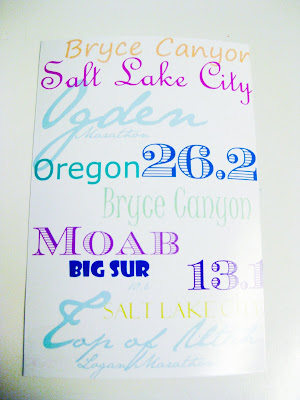 Bryce Canyon
Salt Lake City
Ogden
Marathon
Oregon 26.2
Bryce Canyon
Moab
BIG SUR 13.1
SALT LAKE CITY
Top of Utah
Logan Marathon